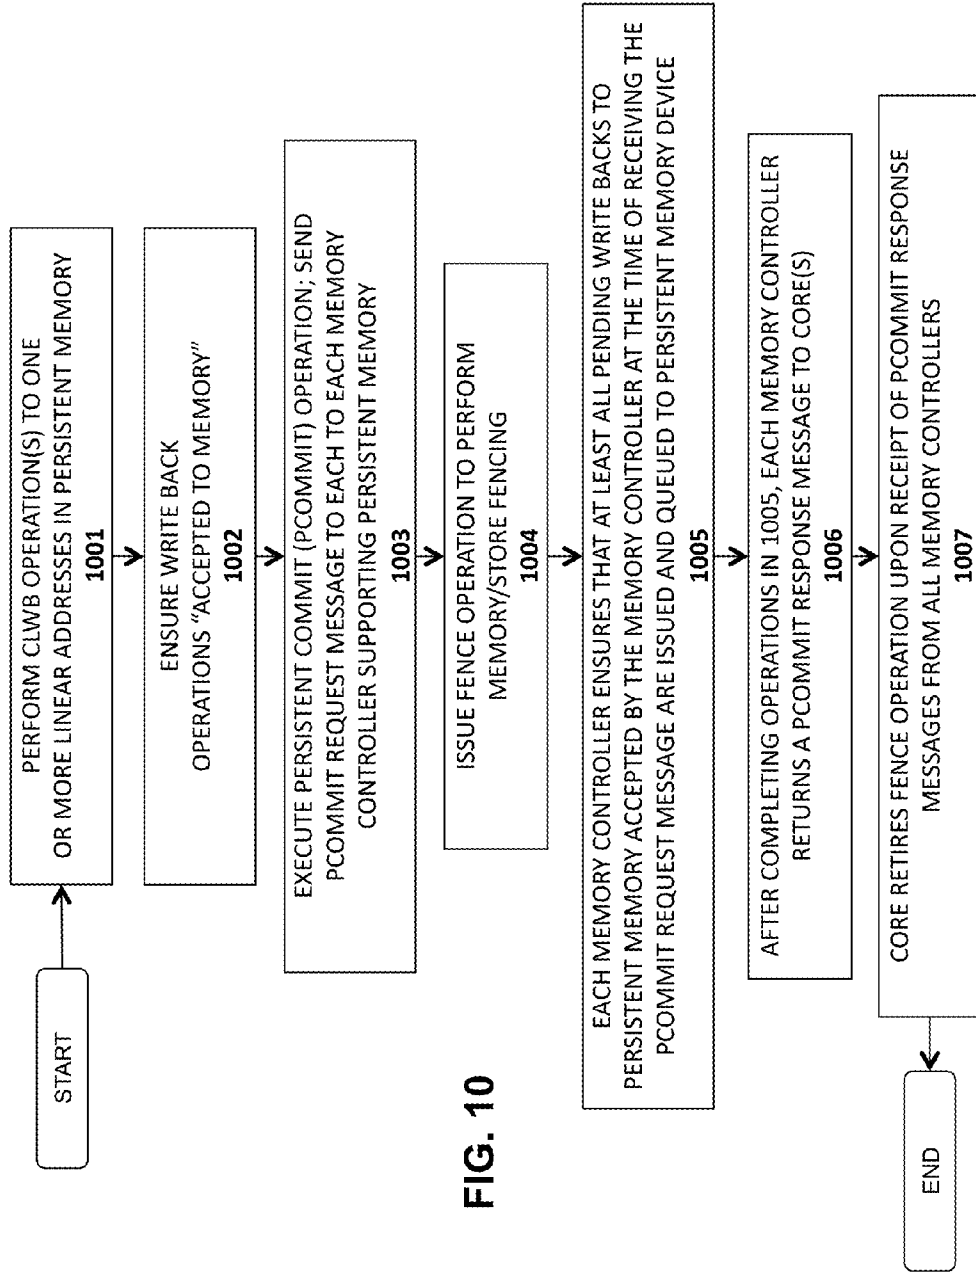 START
PERFORM CLWB OPERATION(S) TO ONE
OR MORE LINEAR ADDRESSES IN PERSISTENT MEMORY
1001
ENSURE WRITE BACK
OPERATIONS “ACCEPTED TO MEMORY”
1002
EXECUTE PERSISTENT COMMIT (PCOMMIT) OPERATION; SEND
PCOMMIT REQUEST MESSAGE TO EACH TO EACH MEMORY
CONTROLLER SUPPORTING PERSISTENT MEMORY
1003
ISSUE FENCE OPERATION TO PERFORM
MEMORY/STORE FENCING
1004
EACH MEMORY CONTROLLER ENSURES THAT AT LEAST ALL PENDING WRITE BACKS TO
PERSISTENT MEMORY ACCEPTED BY THE MEMORY CONTROLLER AT THE TIME OF RECEIVING THE
PCOMMIT REQUEST MESSAGE ARE ISSUED AND QUEUED TO PERSISTENT MEMORY DEVICE
1005
AFTER COMPLETING OPERATIONS IN 1005, EACH MEMORY CONTROLLER
RETURNS A PCOMMIT RESPONSE MESSAGE TO CORE(S)
1006
CORE RETIRES FENCE OPERATION UPON RECEIPT OF PCOMMIT RESPONSE
MESSAGES FROM ALL MEMORY CONTROLLERS
1007
END
FIG. 10